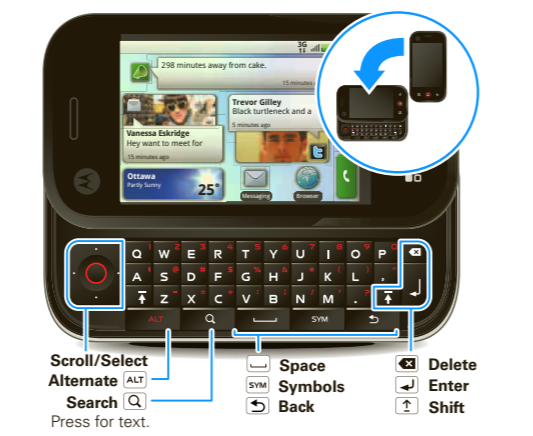 3G
298 minutes away from cake.
15 minutes
Trevor Gilley
Black turtleneck and a
5 minutes ago
Vanessa Eskridge
Hey want to meet for
15 minutes ago
Ottawa
Partly Sunny
25°
Messaging
Browser
Q W E R T Y U I O P
A S D F G H J K L ,
Z X C V B N M .
ALT
SYM
Scroll/Select
Alternate ALT
Search
Press for text.
Space
SYM Symbols
Back
Delete
Enter
Shift